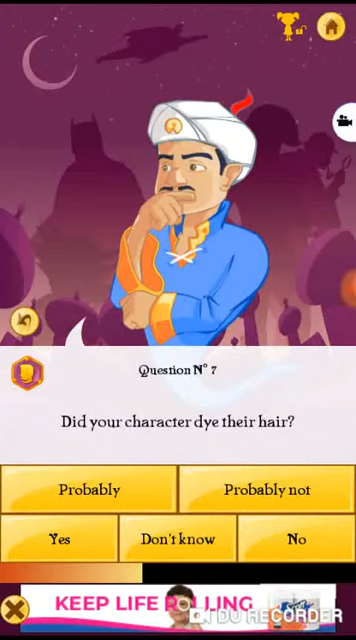 Question N° 7
Did your character dye their hair?
Probably
Probably not
Yes
Don't know
No
KEEP LIFE ROLLING
DU RECORDER